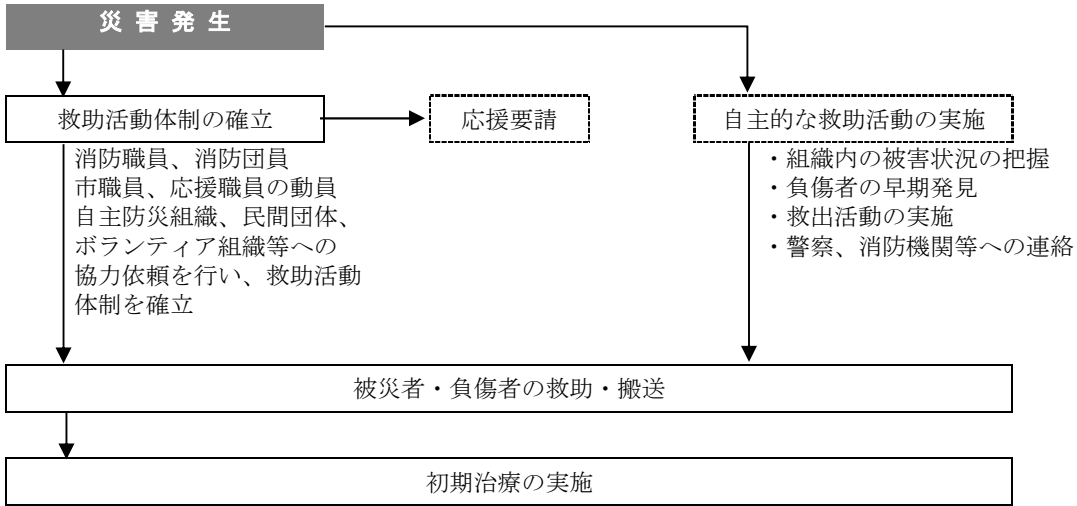 災害発生
救助活動体制の確立
応援要請
自主的な救助活動の実施
消防職員、消防団員
市職員、応援職員の動員
自主防災組織、民間団体、
ボランティア組織等への
協力依頼を行い、救助活動
体制を確立
・組織内の被害状況の把握
・負傷者の早期発見
・救出活動の実施
・警察、消防機関等への連絡
被災者・負傷者の救助・搬送
初期治療の実施